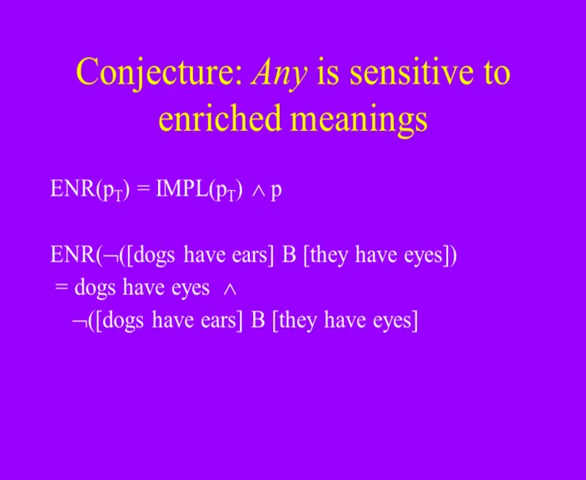 Conjecture: Any is sensitive to
enriched meanings
ENR(pT) = IMPL(pT) ∧ p
ENR(¬([dogs have ears] B [they have eyes])
= dogs have eyes ∧
¬([dogs have ears] B [they have eyes]